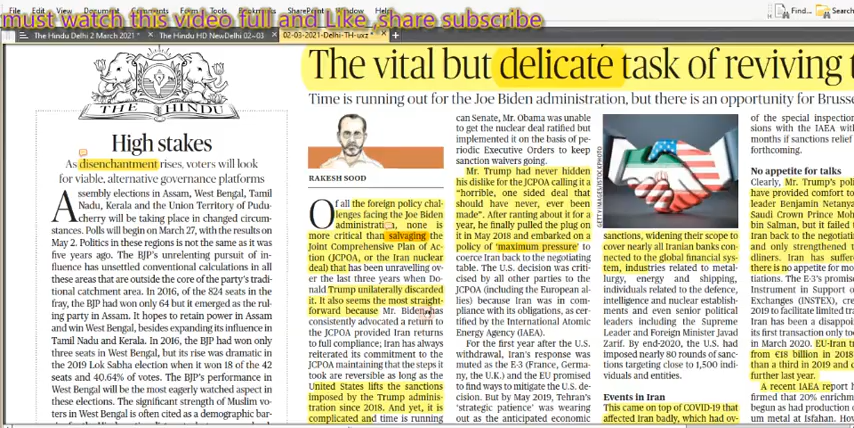 must watch this video full and Like ,share subscribe
File Edit
Find...
Search
The Hindu Delhi 2 March 2021 *
The Hindu HD NewDelhi 02-03
02-03-2021-Delhi-TH-uxz *
THE HINDU
High stakes
As disenchantment rises, voters will look
for viable, alternative governance platforms
Assembly elections in Assam, West Bengal, Tamil
Nadu, Kerala and the Union Territory of Pudu-
cherry will be taking place in changed circum-
stances. Polls will begin on March 27, with the results on
May 2. Politics in these regions is not the same as it was
five years ago. The BJP's unrelenting pursuit of in-
fluence has unsettled conventional calculations in all
these areas that are outside the core of the party's tradi-
tional catchment area. In 2016, of the 824 seats in the
fray, the BJP had won only 64 but it emerged as the rul-
ing party in Assam. It hopes to retain power in Assam
and win West Bengal, besides expanding its influence in
Tamil Nadu and Kerala. In 2016, the BJP had won only
three seats in West Bengal, but its rise was dramatic in
the 2019 Lok Sabha election when it won 18 of the 42
seats and 40.64% of votes. The BJP's performance in
West Bengal will be the most eagerly watched aspect in
these elections. The significant strength of Muslim vo-
ters in West Bengal is often cited as a demographic bar-
The vital but delicate task of reviving
Time is running out for the Joe Biden administration, but there is an opportunity for Brusse
RAKESH SOOD
Of all the foreign policy chal-
lenges facing the Joe Biden
administration, none is
more critical than salvaging the
Joint Comprehensive Plan of Ac-
tion (JCPOA, or the Iran nuclear
deal) that has been unravelling ov-
er the last three years when Do-
nald Trump unilaterally discarded
it. It also seems the most straight-
forward because Mr. Biden has
consistently advocated a return to
the JCPOA provided Iran returns
to full compliance; Iran has always
reiterated its commitment to the
JCPOA maintaining that the steps it
took are reversible as long as the
United States lifts the sanctions
imposed by the Trump adminis-
tration since 2018. And yet, it is
complicated and time is running
can Senate, Mr. Obama was unable
to get the nuclear deal ratified but
implemented it on the basis of pe-
riodic Executive Orders to keep
sanction waivers going.
Mr. Trump had never hidden
his dislike for the JCPOA calling it a
"horrible, one sided deal that
should have never, ever been
made". After ranting about it for a
year, he finally pulled the plug on
it in May 2018 and embarked on a
policy of 'maximum pressure' to
coerce Iran back to the negotiating
table. The U.S. decision was criti-
cised by all other parties to the
JCPOA (including the European al-
lies) because Iran was in com-
pliance with its obligations, as cer-
tified by the International Atomic
Energy Agency (IAEA).
For the first year after the U.S.
withdrawal, Iran's response was
muted as the E-3 (France, Germa-
ny, the U.K.) and the EU promised
to find ways to mitigate the U.S. de-
cision. But by May 2019, Tehran's
'strategic patience' was wearing
out as the anticipated economic
GETTY IMAGES/ISTOCKPHOTO
sanctions, widening their scope to
cover nearly all Iranian banks con-
nected to the global financial sys-
tem, industries related to metal-
lurgy, energy and shipping,
individuals related to the defence,
intelligence and nuclear establish-
ments and even senior political
leaders including the Supreme
Leader and Foreign Minister Javad
Zarif. By end-2020, the U.S. had
imposed nearly 80 rounds of sanc-
tions targeting close to 1,500 indi-
viduals and entities.
Events in Iran
This came on top of COVID-19 that
affected Iran badly, which had ov-
of the special inspection
sions with the IAEA with
months if sanctions relief
forthcoming.
No appetite for talks
Clearly, Mr. Trump's poli
have provided comfort to
leader Benjamin Netanya
Saudi Crown Prince Moh
bin Salman, but it failed
Iran back to the negotiati
and only strengthened t
dliners. Iran has suffere
there is no appetite for mo
tiations. The E-3's promise
Instrument in Support o
Exchanges (INSTEX), cre
2019 to facilitate limited tra
Iran has been a disappoint
its first transaction only too
in March 2020. EU-Iran tr
from €18 billion in 2018
than a third in 2019 and d
further last year.
A recent IAEA report h
firmed that 20% enrichm
begun as had production o
um metal at Isfahan.